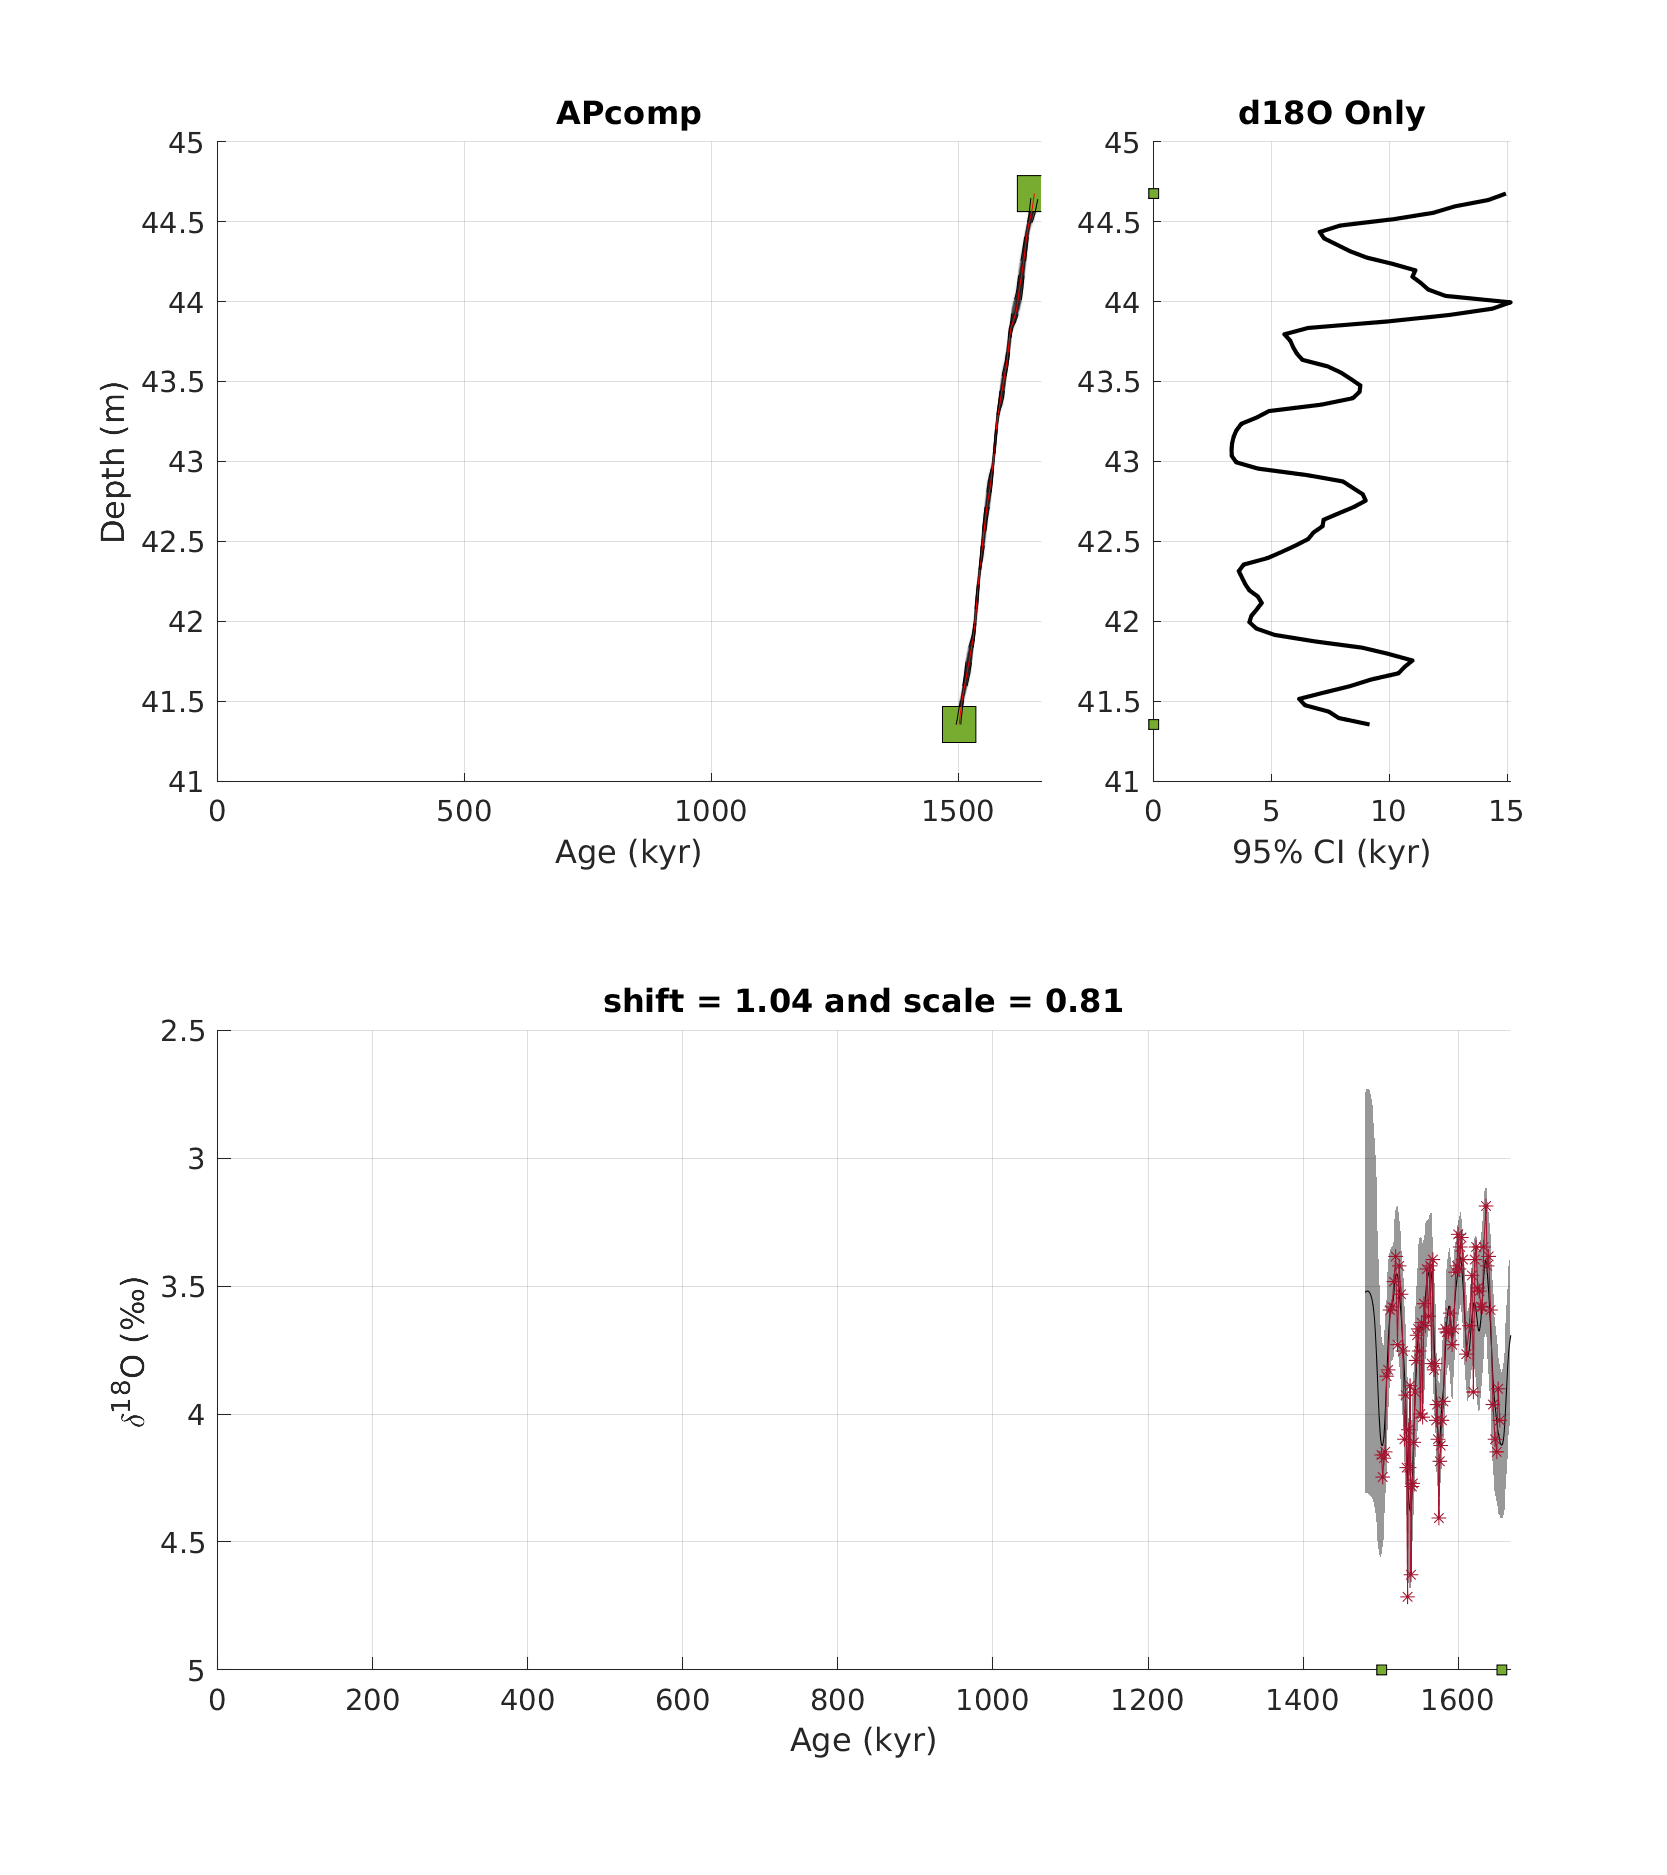 APcomp
45
44.5
44
43.5
43
42.5
42
41.5
41
Depth (m)
0 500 1000 1500
Age (kyr)
d18O Only
45
44.5
44
43.5
43
42.5
42
41.5
41
0 5 10 15
95% CI (kyr)
shift = 1.04 and scale = 0.81
2.5
3
3.5
4
4.5
5
δ¹⁸O (‰)
0 200 400 600 800 1000 1200 1400 1600
Age (kyr)